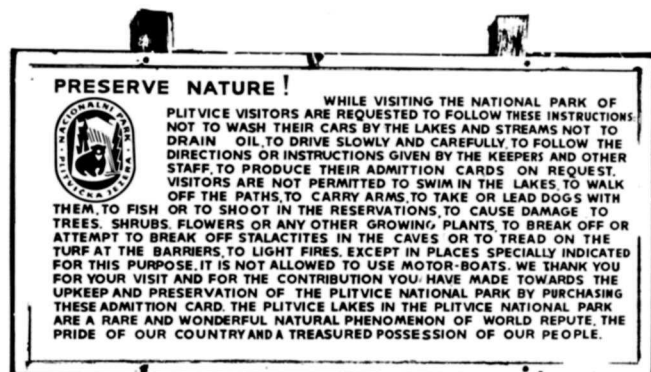 PRESERVE NATURE!
WHILE VISITING THE NATIONAL PARK OF
PLITVICE VISITORS ARE REQUESTED TO FOLLOW THESE INSTRUCTIONS:
NOT TO WASH THEIR CARS BY THE LAKES AND STREAMS NOT TO
DRAIN OIL, TO DRIVE SLOWLY AND CAREFULLY, TO FOLLOW THE
DIRECTIONS OR INSTRUCTIONS GIVEN BY THE KEEPERS AND OTHER
STAFF, TO PRODUCE THEIR ADMITTION CARDS ON REQUEST.
VISITORS ARE NOT PERMITTED TO SWIM IN THE LAKES, TO WALK
OFF THE PATHS, TO CARRY ARMS, TO TAKE OR LEAD DOGS WITH
THEM, TO FISH OR TO SHOOT IN THE RESERVATIONS, TO CAUSE DAMAGE TO
TREES. SHRUBS. FLOWERS OR ANY OTHER GROWING PLANTS, TO BREAK OFF OR
ATTEMPT TO BREAK OFF STALACTITES IN THE CAVES OR TO TREAD ON THE
TURF AT THE BARRIERS, TO LIGHT FIRES. EXCEPT IN PLACES SPECIALLY INDICATED
FOR THIS PURPOSE. IT IS NOT ALLOWED TO USE MOTOR-BOATS. WE THANK YOU
FOR YOUR VISIT AND FOR THE CONTRIBUTION YOU HAVE MADE TOWARDS THE
UPKEEP AND PRESERVATION OF THE PLITVICE NATIONAL PARK BY PURCHASING
THESE ADMITTION CARD. THE PLITVICE LAKES IN THE PLITVICE NATIONAL PARK
ARE A RARE AND WONDERFUL NATURAL PHENOMENON OF WORLD REPUTE, THE
PRIDE OF OUR COUNTRY AND A TREASURED POSSESSION OF OUR PEOPLE.
NACIONALNI PARK
PLITVIČKA JEZERA